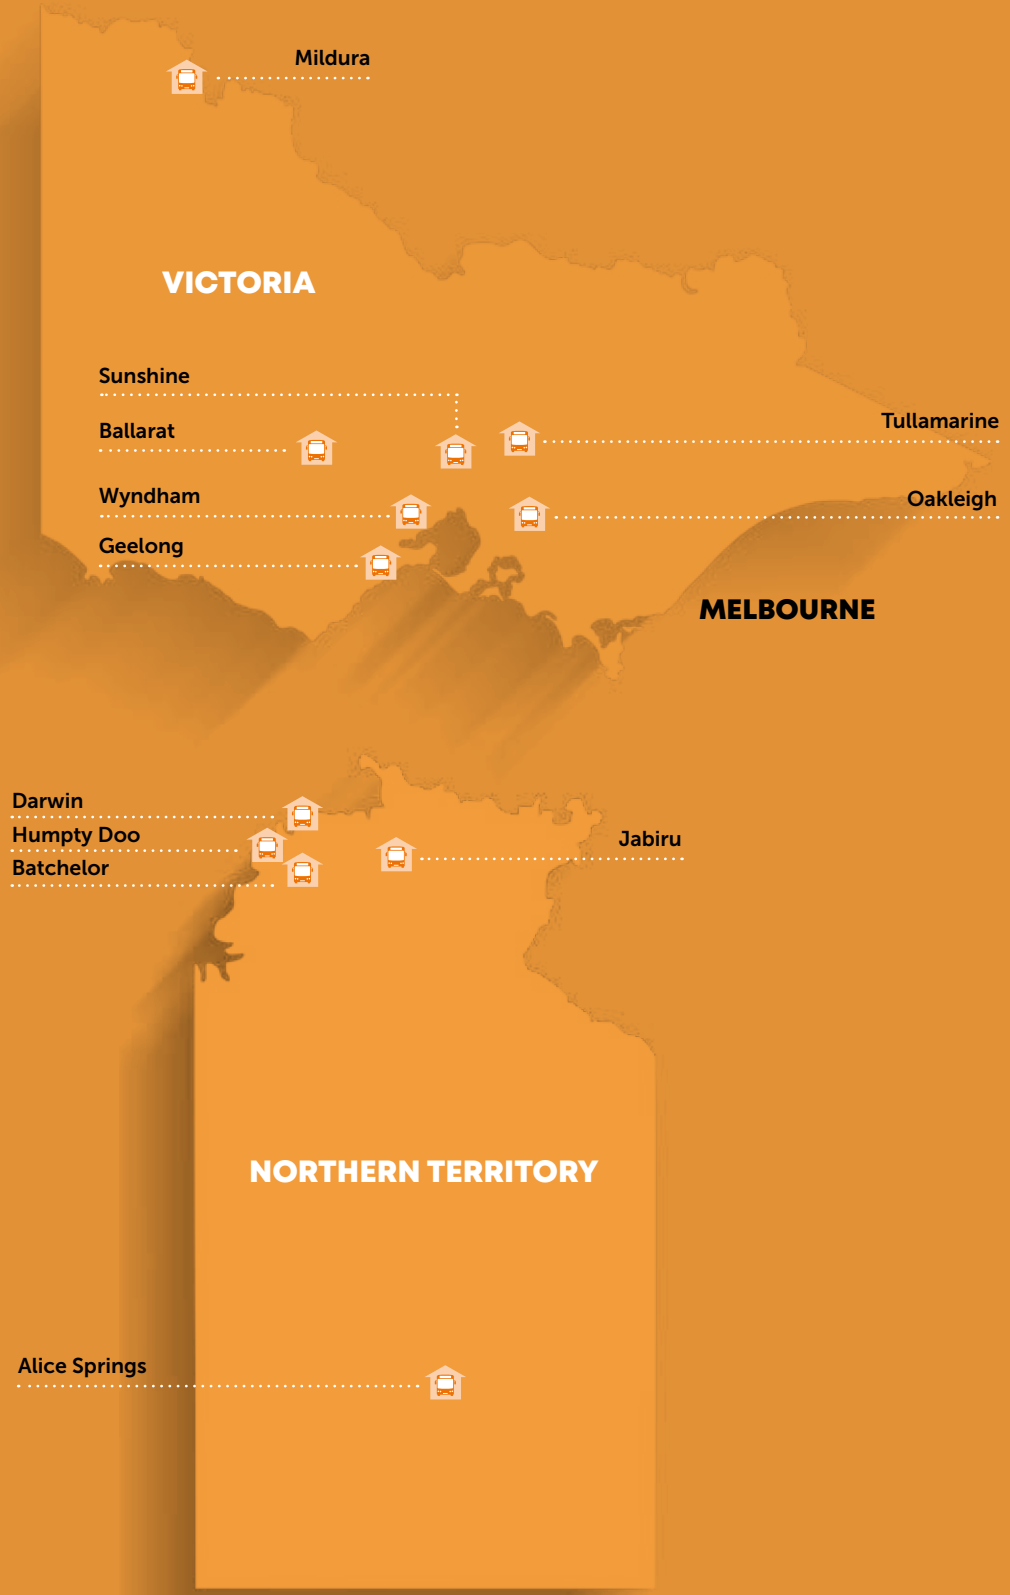 Mildura
VICTORIA
Sunshine
Ballarat
Tullamarine
Wyndham
Oakleigh
Geelong
MELBOURNE
Darwin
Humpty Doo
Jabiru
Batchelor
NORTHERN TERRITORY
Alice Springs